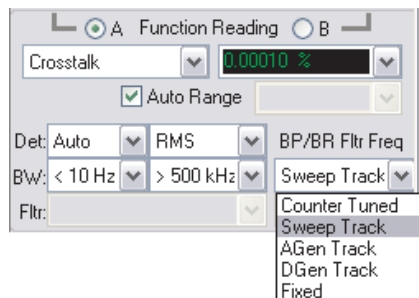 A Function Reading B
Crosstalk 0.00010 %
Auto Range
Det: Auto RMS BP/BR Fltr Freq
BW: < 10 Hz > 500 kHz Sweep Track
Fltr:
Counter Tuned
Sweep Track
AGen Track
DGen Track
Fixed